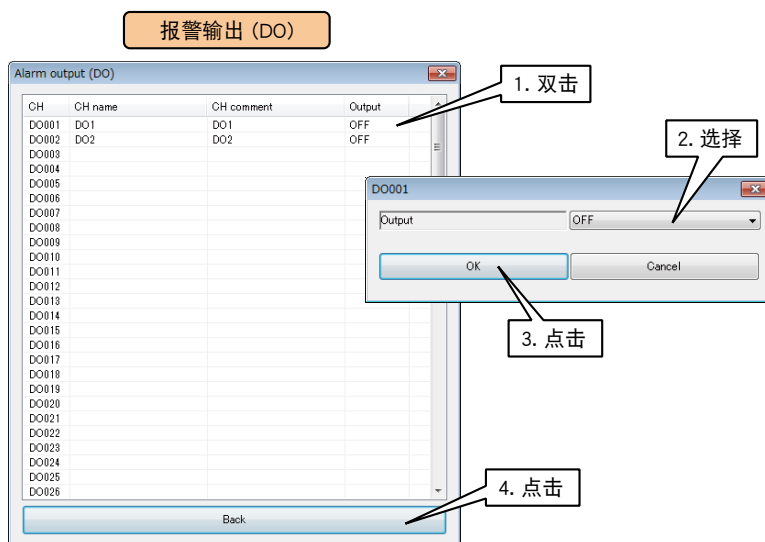 报警输出 (DO)
Alarm output (DO)
1. 双击
CH CH name CH comment Output
DO001 DO1 DO1 OFF
DO002 DO2 DO2 OFF
2. 选择
DO003
DO004
DO005
DO001
DO006
DO007
Output OFF
DO008
DO009
DO010
OK Cancel
DO011
DO012
DO013
DO014
3. 点击
DO015
DO016
DO017
DO018
DO019
DO020
DO021
DO022
DO023
DO024
4. 点击
DO025
DO026
Back